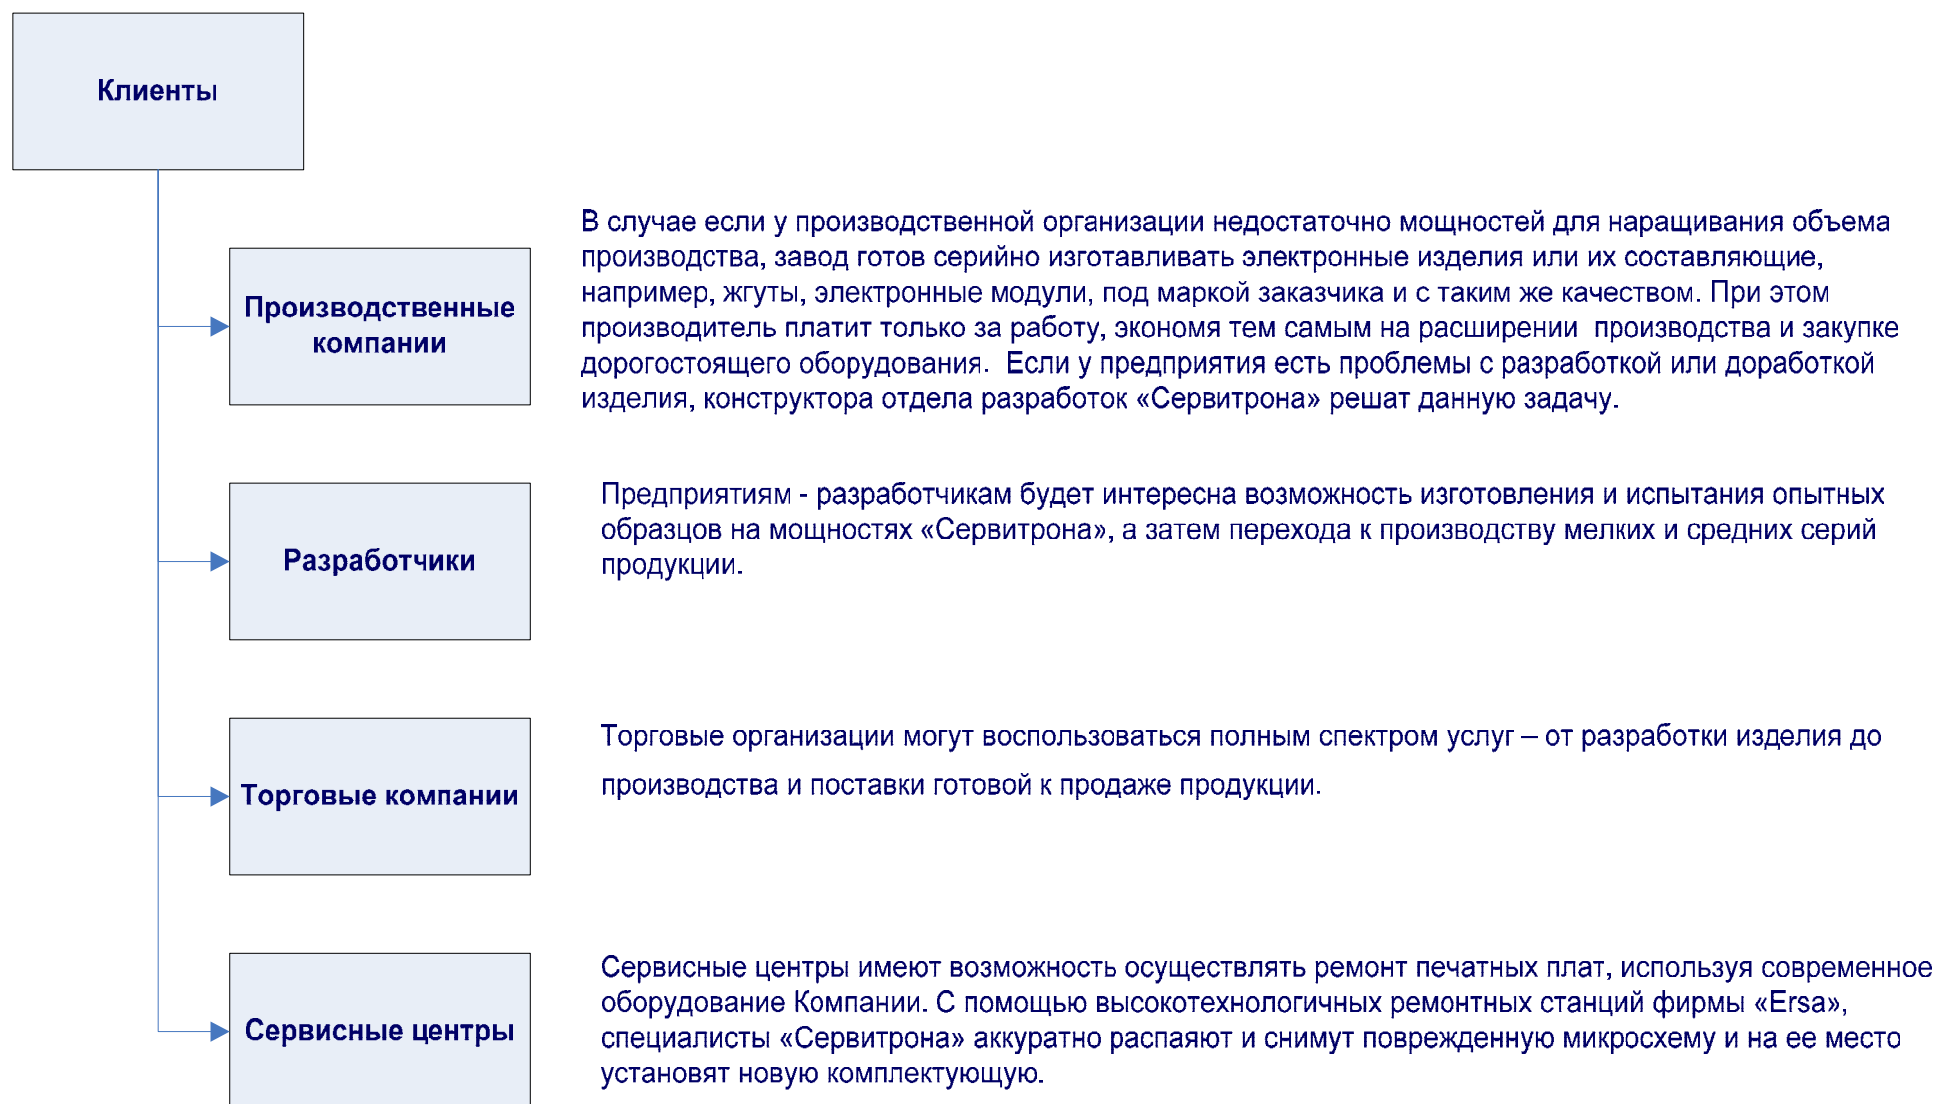 Клиенты
Производственные
компании
В случае если у производственной организации недостаточно мощностей для наращивания объема
производства, завод готов серийно изготавливать электронные изделия или их составляющие,
например, жгуты, электронные модули, под маркой заказчика и с таким же качеством. При этом
производитель платит только за работу, экономя тем самым на расширении  производства и закупке
дорогостоящего оборудования.  Если у предприятия есть проблемы с разработкой или доработкой
изделия, конструктора отдела разработок «Сервитрона» решат данную задачу.
Разработчики
Предприятиям - разработчикам будет интересна возможность изготовления и испытания опытных
образцов на мощностях «Сервитрона», а затем перехода к производству мелких и средних серий
продукции.
Торговые компании
Торговые организации могут воспользоваться полным спектром услуг – от разработки изделия до
производства и поставки готовой к продаже продукции.
Сервисные центры
Сервисные центры имеют возможность осуществлять ремонт печатных плат, используя современное
оборудование Компании. С помощью высокотехнологичных ремонтных станций фирмы «Ersa»,
специалисты «Сервитрона» аккуратно распаяют и снимут поврежденную микросхему и на ее место
установят новую комплектующую.